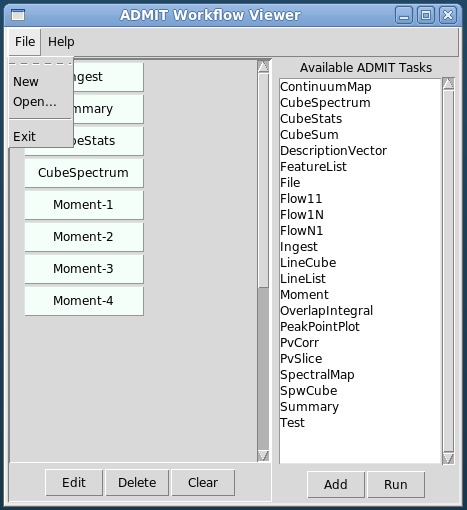 ADMIT Workflow Viewer
File Help
New
Open...
Exit
ngest
mmary
beStats
CubeSpectrum
Moment-1
Moment-2
Moment-3
Moment-4
Edit Delete Clear
Available ADMIT Tasks
ContinuumMap
CubeSpectrum
CubeStats
CubeSum
DescriptionVector
FeatureList
File
Flow11
Flow1N
FlowN1
Ingest
LineCube
LineList
Moment
OverlapIntegral
PeakPointPlot
PvCorr
PvSlice
SpectralMap
SpwCube
Summary
Test
Add Run